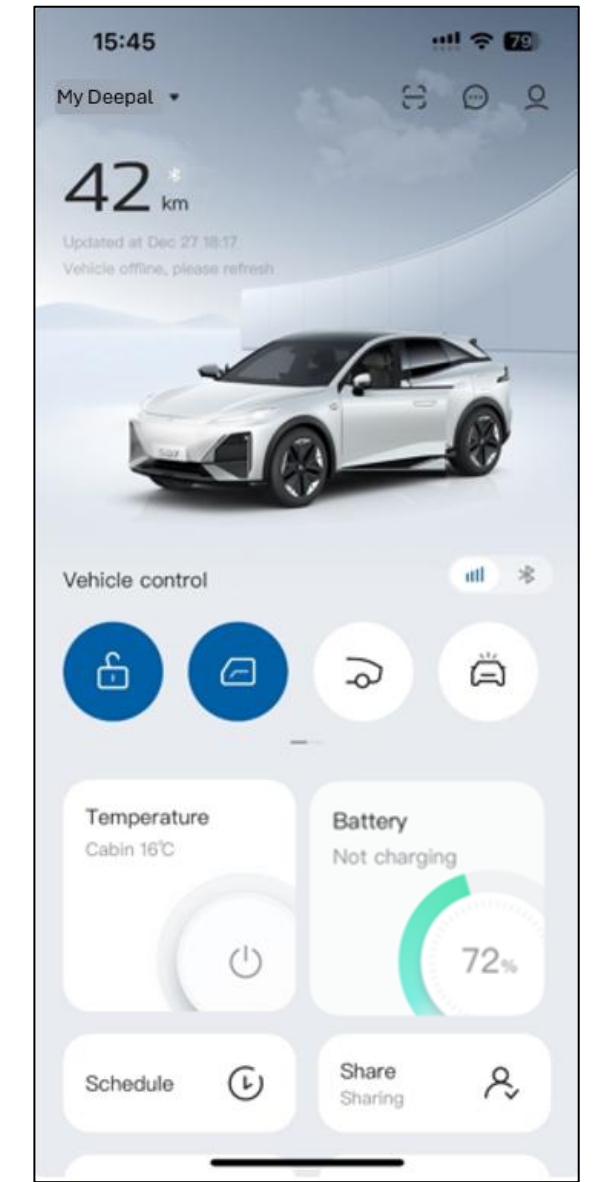 15:45
79
My Deepal
42 km
Updated at Dec 27 18:17
Vehicle offline, please refresh
S07
Vehicle control
Temperature
Cabin 16℃
Battery
Not charging
72%
Schedule
Share
Sharing